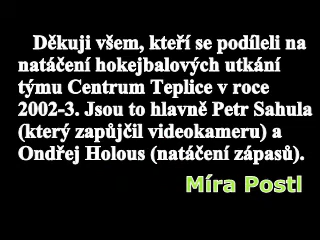 Děkuji všem, kteří se podíleli na
natáčení hokejbalových utkání
týmu Centrum Teplice v roce
2002-3. Jsou to hlavně Petr Sahula
(který zapůjčil videokameru) a
Ondřej Holous (natáčení zápasů).
Míra Postl